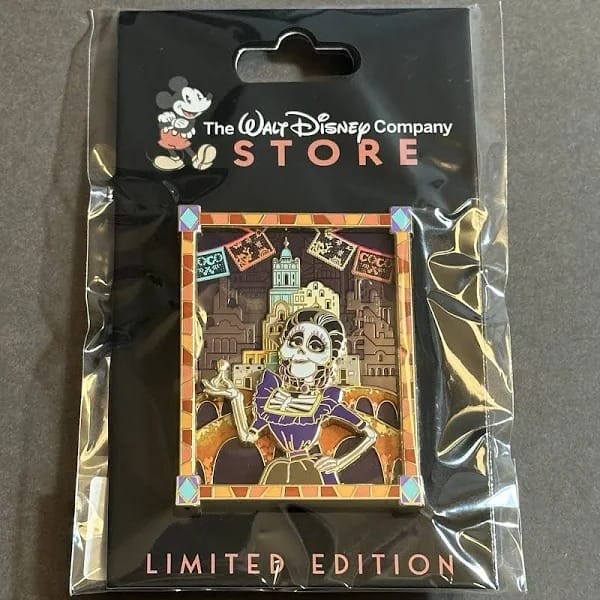 The WALT DISNEY Company
STORE
COCO
COCO
LIMITED EDITION